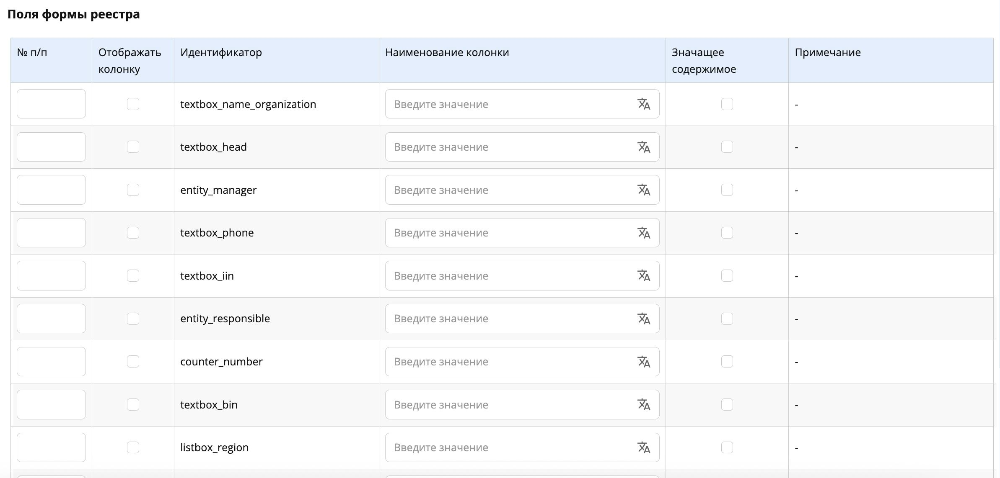 Поля формы реестра
№ п/п Отображать колонку Идентификатор Наименование колонки Значащее содержимое Примечание
textbox_name_organization Введите значение -
textbox_head Введите значение -
entity_manager Введите значение -
textbox_phone Введите значение -
textbox_iin Введите значение -
entity_responsible Введите значение -
counter_number Введите значение -
textbox_bin Введите значение -
listbox_region Введите значение -